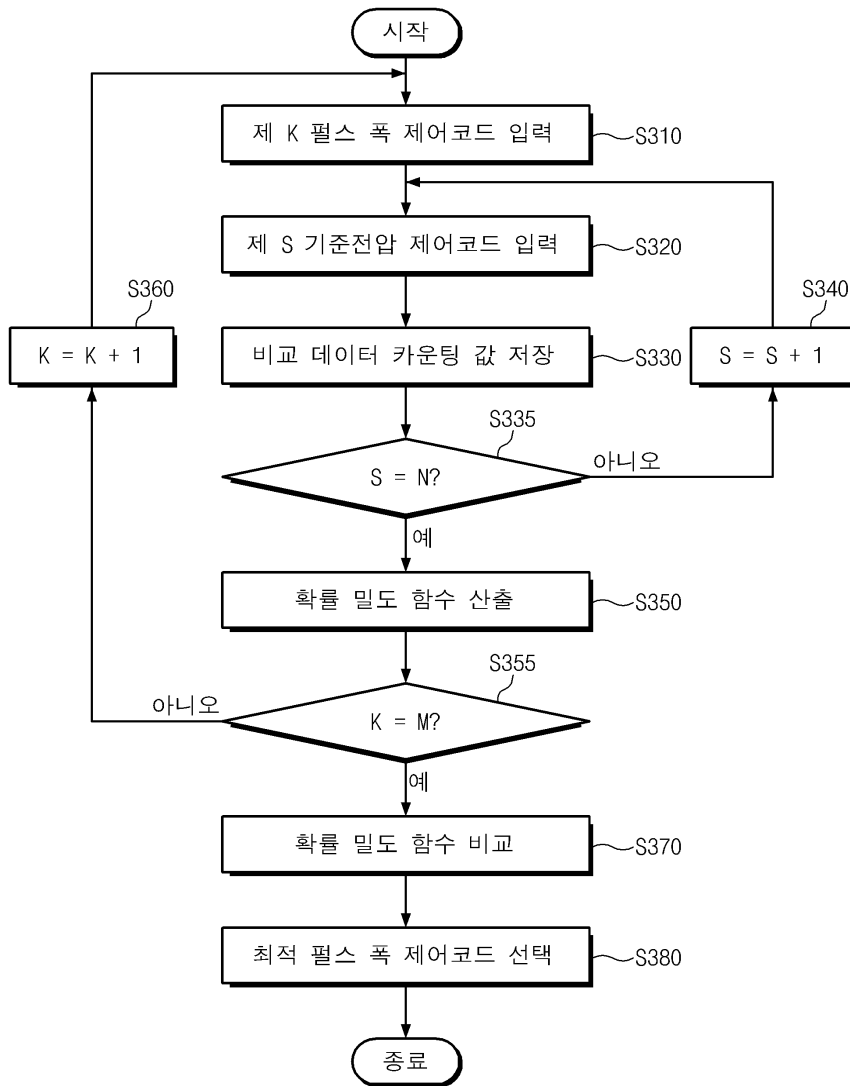 시작
제 K 펄스 폭 제어코드 입력
S310
제 S 기준전압 제어코드 입력
S320
S360
K = K + 1
비교 데이터 카운팅 값 저장
S330
S340
S = S + 1
S335
S = N?
아니오
예
확률 밀도 함수 산출
S350
S355
아니오
K = M?
예
확률 밀도 함수 비교
S370
최적 펄스 폭 제어코드 선택
S380
종료